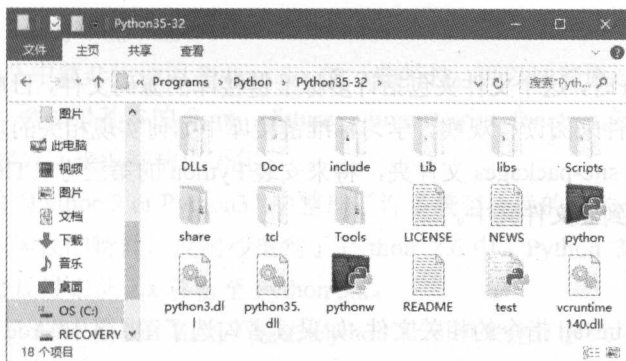 Python35-32
文件 主页 共享 查看
« Programs › Python › Python35-32
搜索"Pyth...
图片
此电脑
视频
图片
文档
下载
音乐
桌面
OS (C:)
RECOVERY
DLLs Doc include Lib libs Scripts
share tcl Tools LICENSE NEWS python
python3.dl
l
python35.
dll
pythonw README test vcruntime
140.dll
18 个项目